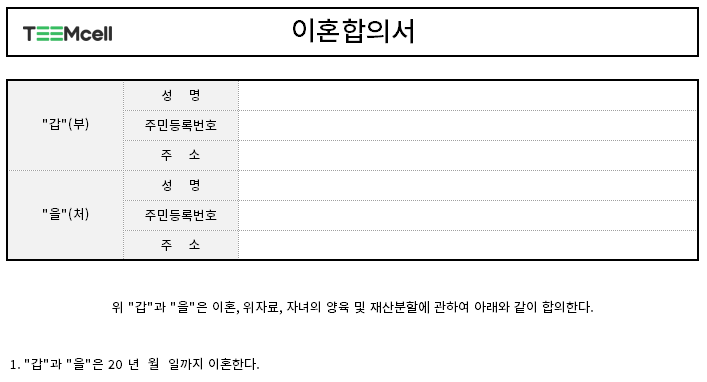 TEEMcell
이혼합의서
"갑"(부)
성 명
주민등록번호
주 소
"을"(처)
성 명
주민등록번호
주 소
위 "갑"과 "을"은 이혼, 위자료, 자녀의 양육 및 재산분할에 관하여 아래와 같이 합의한다.
1. "갑"과 "을"은 20 년 월 일까지 이혼한다.